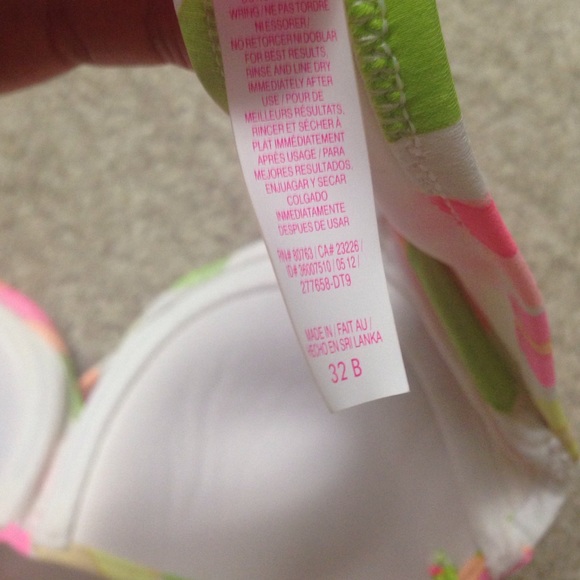 WRING / NE PAS TORDRE
NI ESSORER /
NO RETORCER NI DOBLAR
FOR BEST RESULTS,
RINSE AND LINE DRY
IMMEDIATELY AFTER
USE / POUR DE
MEILLEURS RÉSULTATS,
RINCER ET SÉCHER À
PLAT IMMÉDIATEMENT
APRÈS USAGE / PARA
MEJORES RESULTADOS,
ENJUAGAR Y SECAR
COLGADO
INMEDIATAMENTE
DESPUES DE USAR
RN# 80763 / CA# 23226 /
ID# 36007510 / 05 12 /
277658-DT9
MADE IN / FAIT AU /
HECHO EN SRI LANKA
32 B